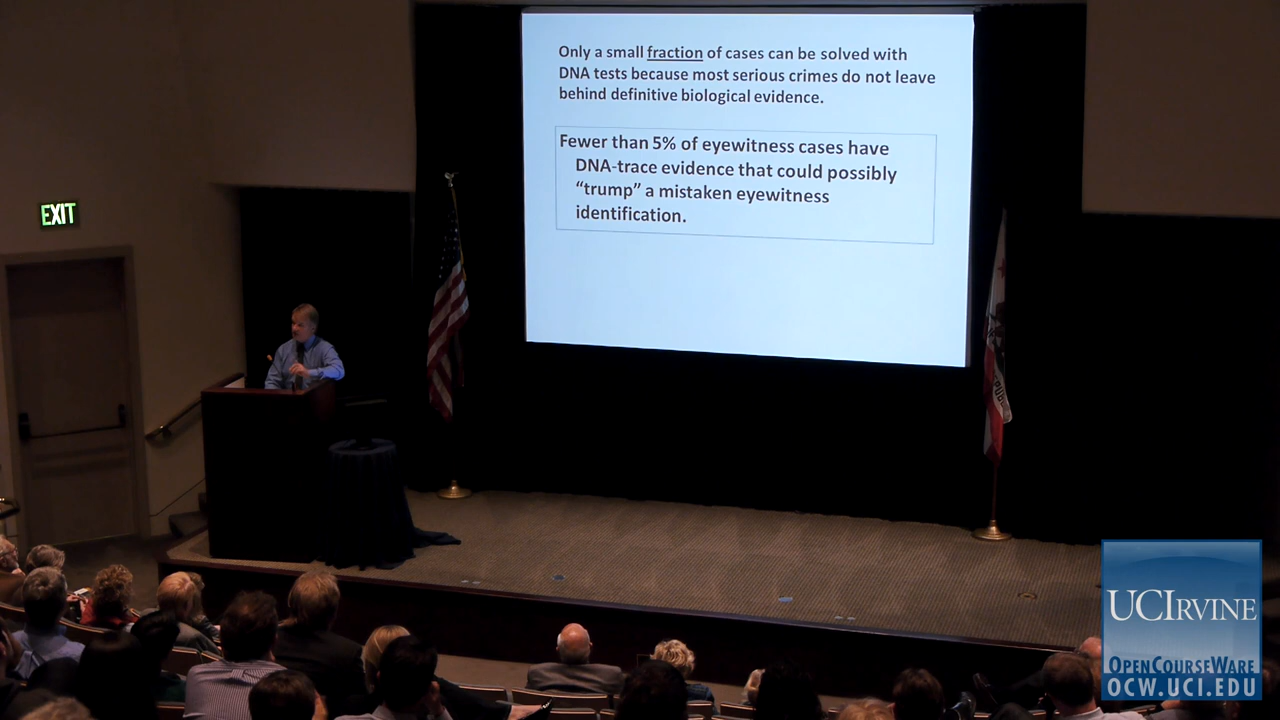 Only a small fraction of cases can be solved with
DNA tests because most serious crimes do not leave
behind definitive biological evidence.
Fewer than 5% of eyewitness cases have
DNA-trace evidence that could possibly
“trump” a mistaken eyewitness
identification.
EXIT
UCIRVINE
OPENCOURSEWARE
OCW.UCI.EDU